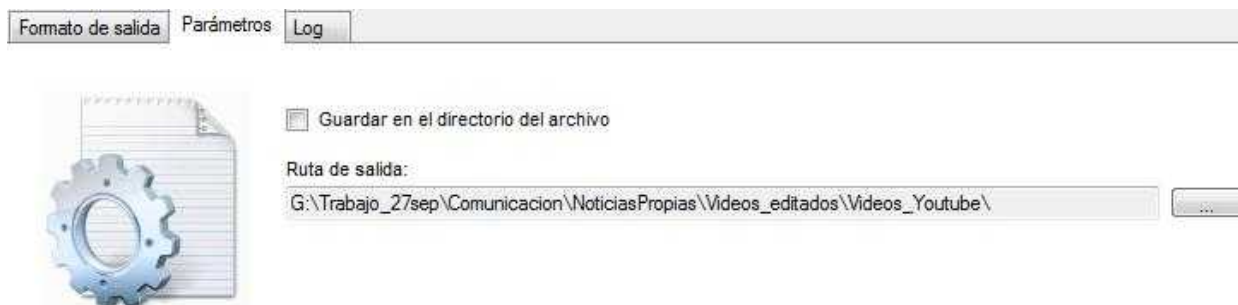 Formato de salida Parámetros Log
Guardar en el directorio del archivo
Ruta de salida:
G:\Trabajo_27sep\Comunicacion\NoticiasPropias\Videos_editados\Videos_Youtube\ ...